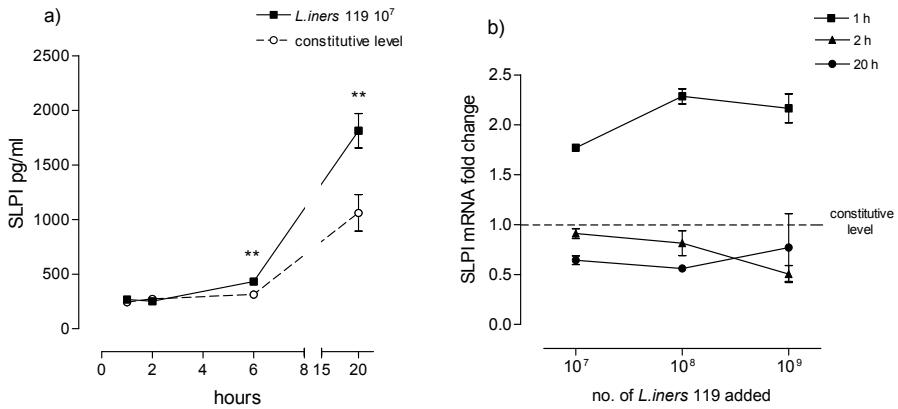 a)
L.iners 119 10⁷
constitutive level
2500
2000
1500
1000
500
0
SLPI pg/ml
**
**
0 2 4 6 8 15 20
hours
b)
1 h
2 h
20 h
2.5
2.0
1.5
1.0
0.5
0.0
SLPI mRNA fold change
constitutive
level
10⁷ 10⁸ 10⁹
no. of L.iners 119 added